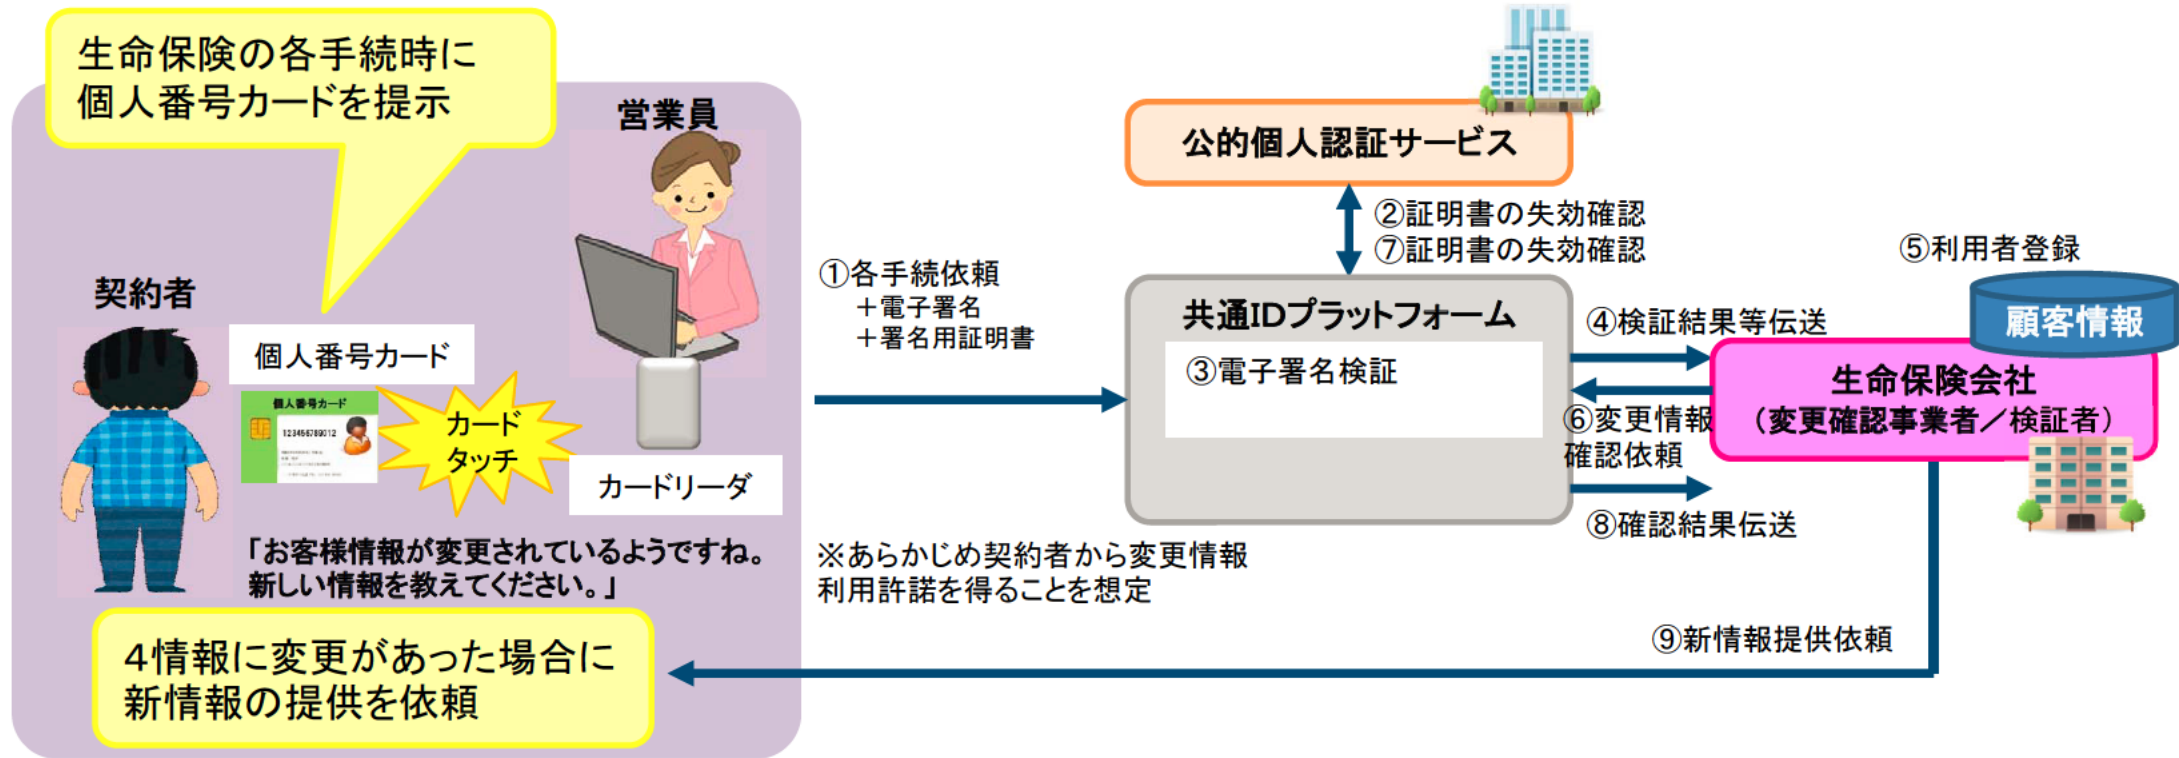 生命保険の各手続時に
個人番号カードを提示
営業員
契約者
個人番号カード
個人番号カード
123456789012
カード
タッチ
カードリーダ
「お客様情報が変更されているようですね。
新しい情報を教えてください。」
4情報に変更があった場合に
新情報の提供を依頼
①各手続依頼
＋電子署名
＋署名用証明書
※あらかじめ契約者から変更情報
利用許諾を得ることを想定
公的個人認証サービス
②証明書の失効確認
⑦証明書の失効確認
共通IDプラットフォーム
③電子署名検証
④検証結果等伝送
⑥変更情報
確認依頼
⑧確認結果伝送
⑤利用者登録
顧客情報
生命保険会社
（変更確認事業者／検証者）
⑨新情報提供依頼